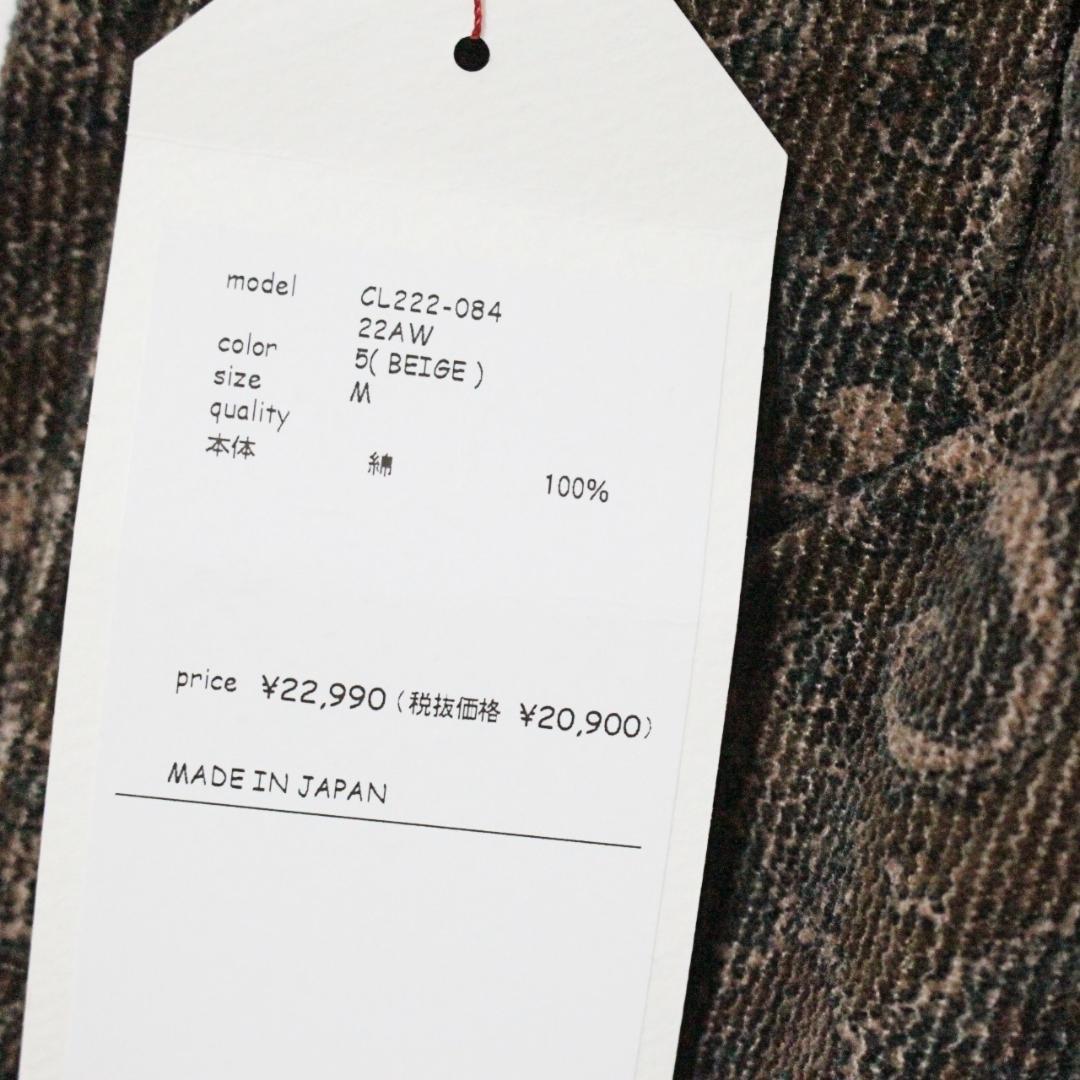 model CL222-084
22AW
color 5( BEIGE )
size M
quality
本体 綿 100%
price ¥22,990 (税抜価格 ¥20,900)
MADE IN JAPAN